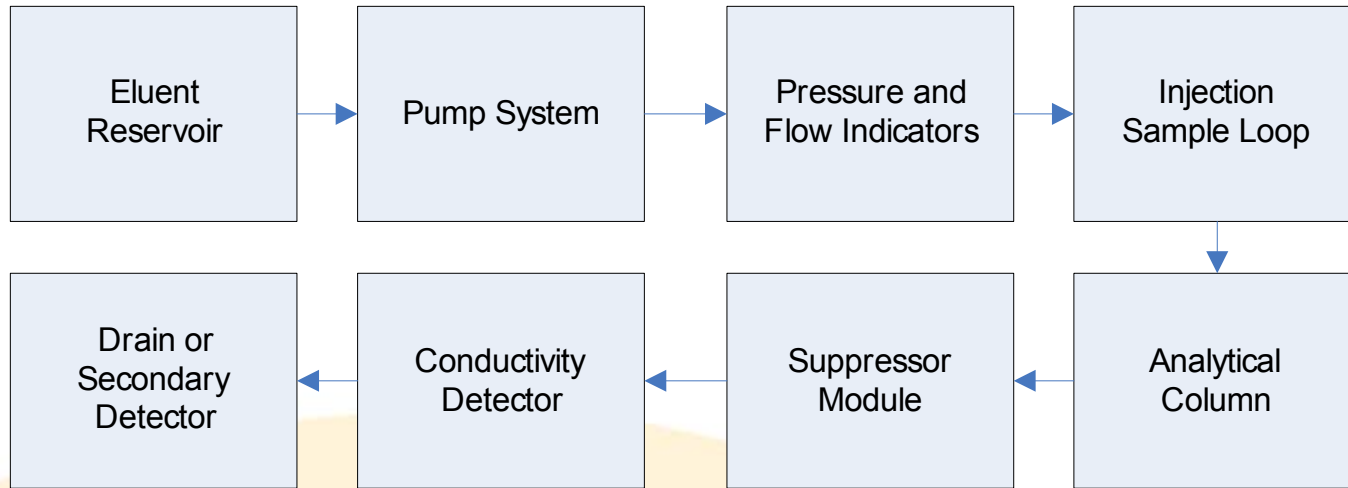 Eluent
Reservoir
Pump System
Pressure and
Flow Indicators
Injection
Sample Loop
Drain or
Secondary
Detector
Conductivity
Detector
Suppressor
Module
Analytical
Column